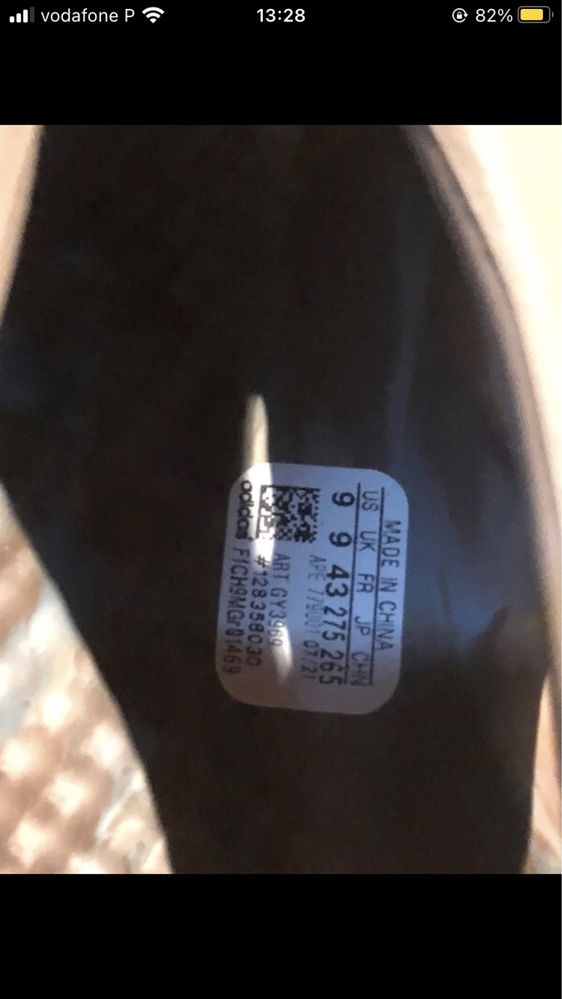 vodafone P
13:28
82%
MADE IN CHINA
US UK FR JP CHN
9 9 43 275 265
APE 779001 07/21
ART GY3969
#128358030
adidas F1CH9MGr01469